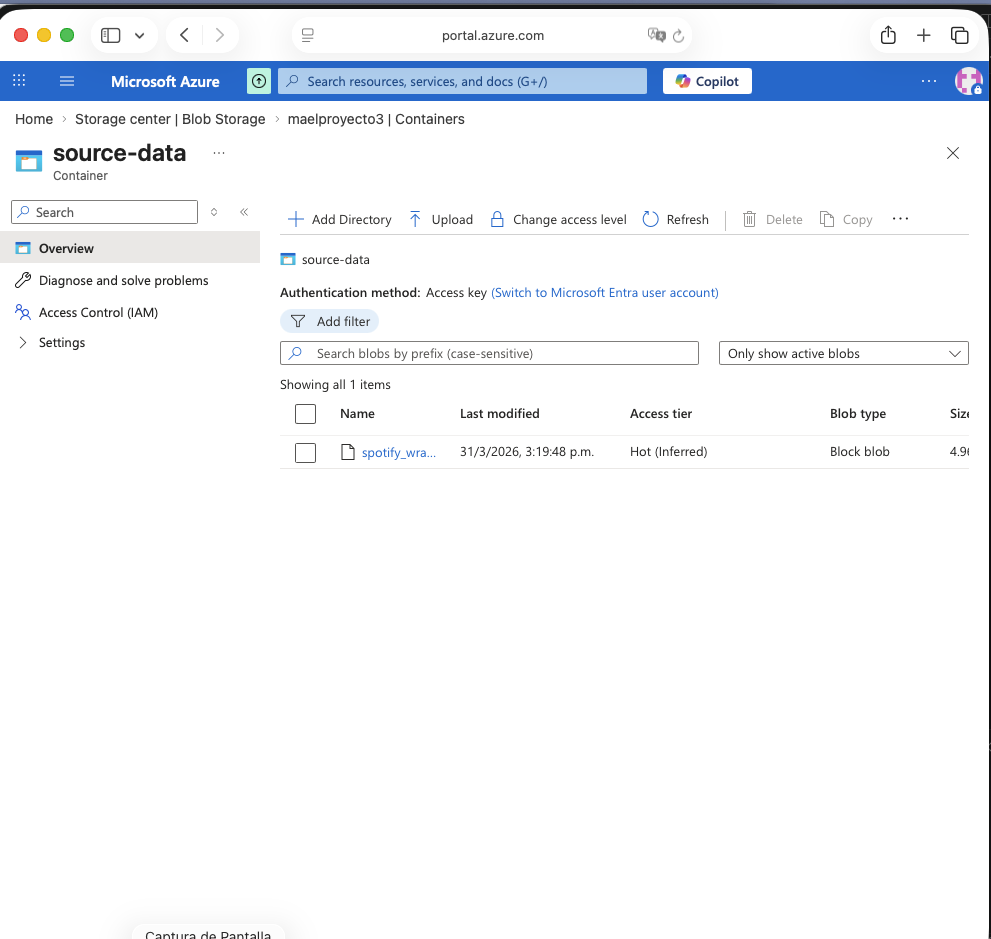 portal.azure.com
Microsoft Azure
Search resources, services, and docs (G+/)
Copilot
Home > Storage center | Blob Storage > maelproyecto3 | Containers
source-data ...
Container
Search
Overview
Diagnose and solve problems
Access Control (IAM)
Settings
Add Directory Upload Change access level Refresh Delete Copy ...
source-data
Authentication method: Access key (Switch to Microsoft Entra user account)
Add filter
Search blobs by prefix (case-sensitive)
Only show active blobs
Showing all 1 items
Name Last modified Access tier Blob type Size
spotify_wra... 31/3/2026, 3:19:48 p.m. Hot (Inferred) Block blob 4.96
Captura de Pantalla